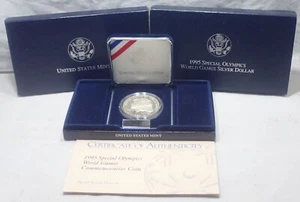 UNITED STATES MINT
1995 SPECIAL OLYMPICS
WORLD GAMES SILVER DOLLAR
UNITED STATES MINT
CERTIFICATE OF AUTHENTICITY
1995 Special Olympics
World Games
Commemorative Coin